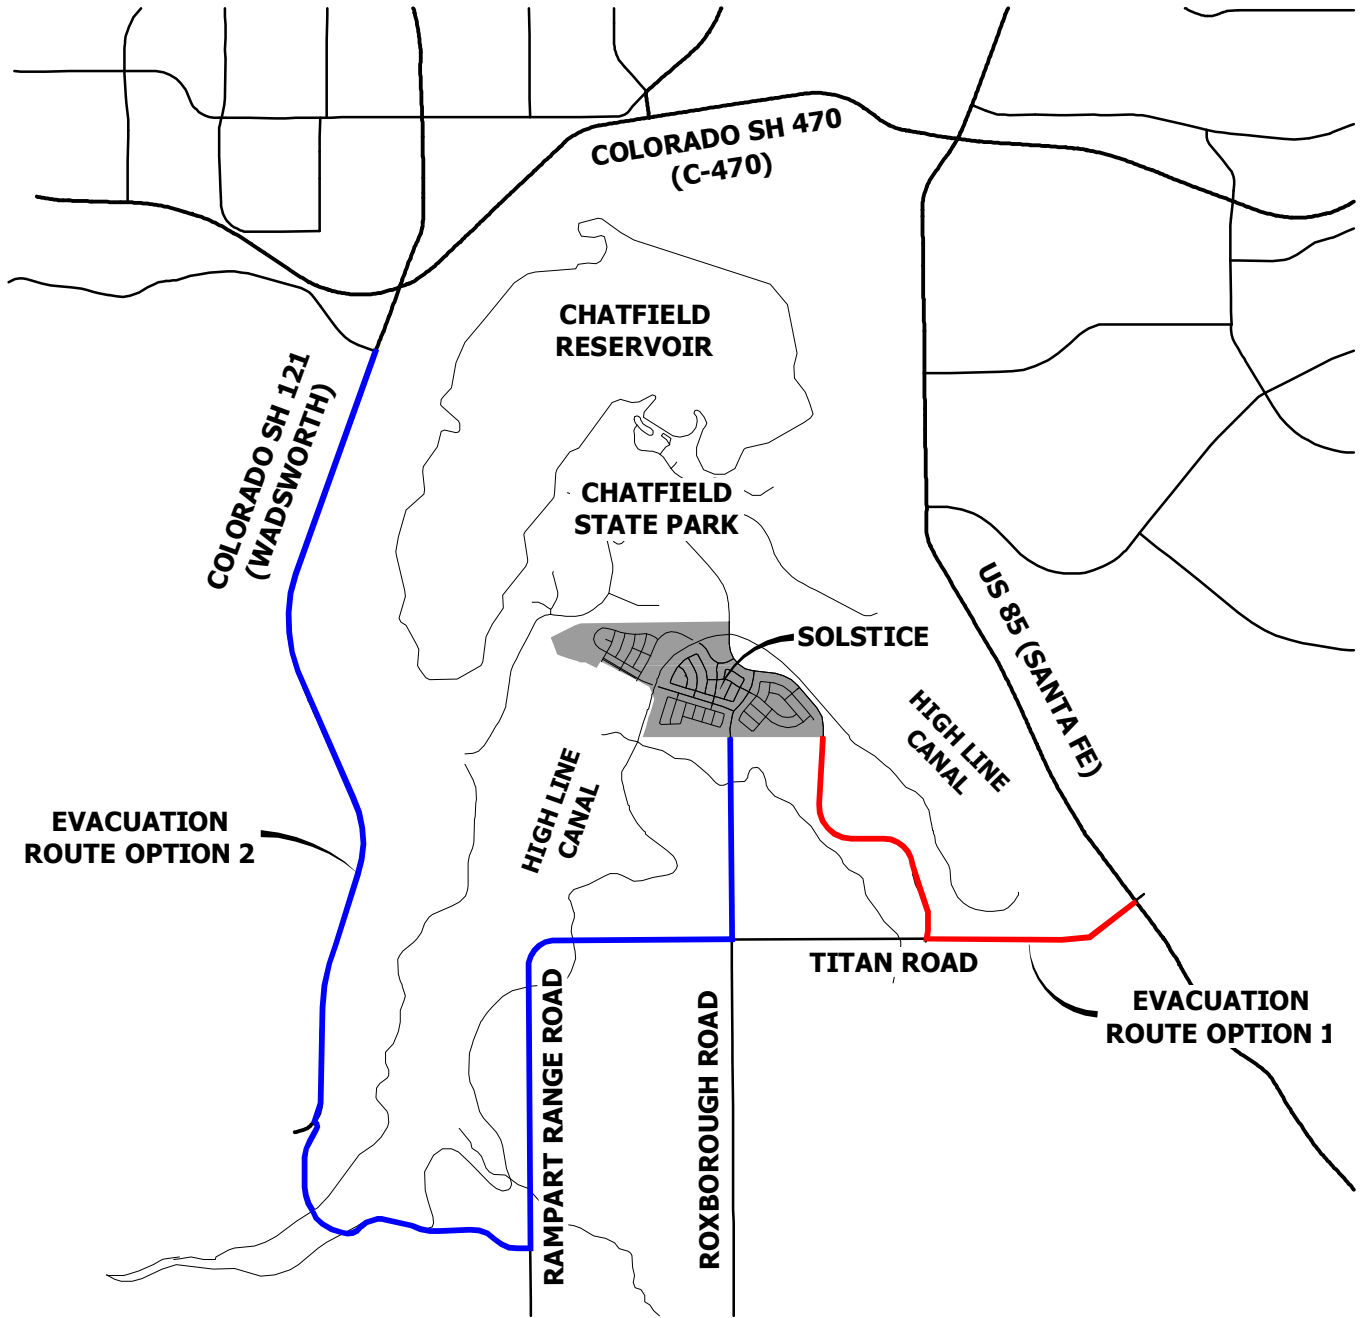 COLORADO SH 470
(C-470)
CHATFIELD
RESERVOIR
COLORADO SH 121
(WADSWORTH)
CHATFIELD
STATE PARK
US 85 (SANTA FE)
SOLSTICE
HIGH LINE
CANAL
HIGH LINE
CANAL
EVACUATION
ROUTE OPTION 2
TITAN ROAD
EVACUATION
ROUTE OPTION 1
RAMPART RANGE ROAD
ROXBOROUGH ROAD